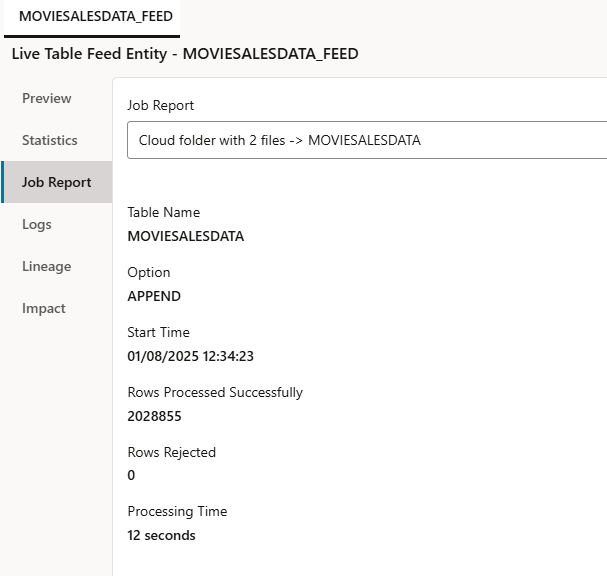 MOVIESALESDATA_FEED
Live Table Feed Entity - MOVIESALESDATA_FEED
Preview
Statistics
Job Report
Logs
Lineage
Impact
Job Report
Cloud folder with 2 files -> MOVIESALESDATA
Table Name
MOVIESALESDATA
Option
APPEND
Start Time
01/08/2025 12:34:23
Rows Processed Successfully
2028855
Rows Rejected
0
Processing Time
12 seconds